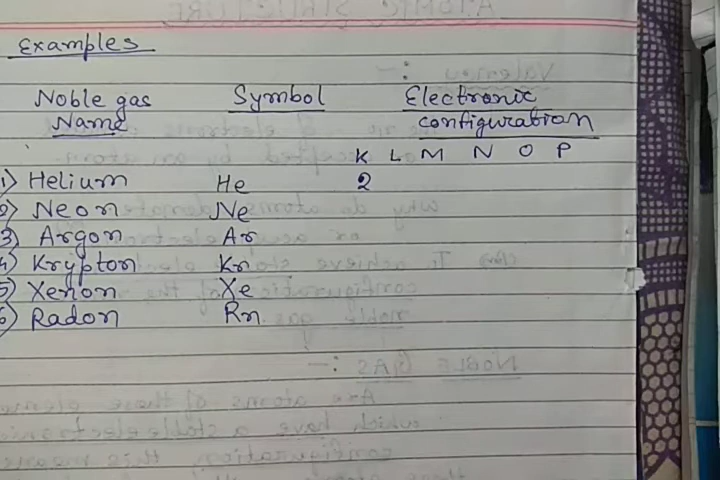 Examples
Noble gas Symbol Electronic
Name configuration
K L M N O P
1) Helium He 2
2) Neon Ne
3) Argon Ar
4) Krypton Kr
5) Xenon Xe
6) Radon Rn